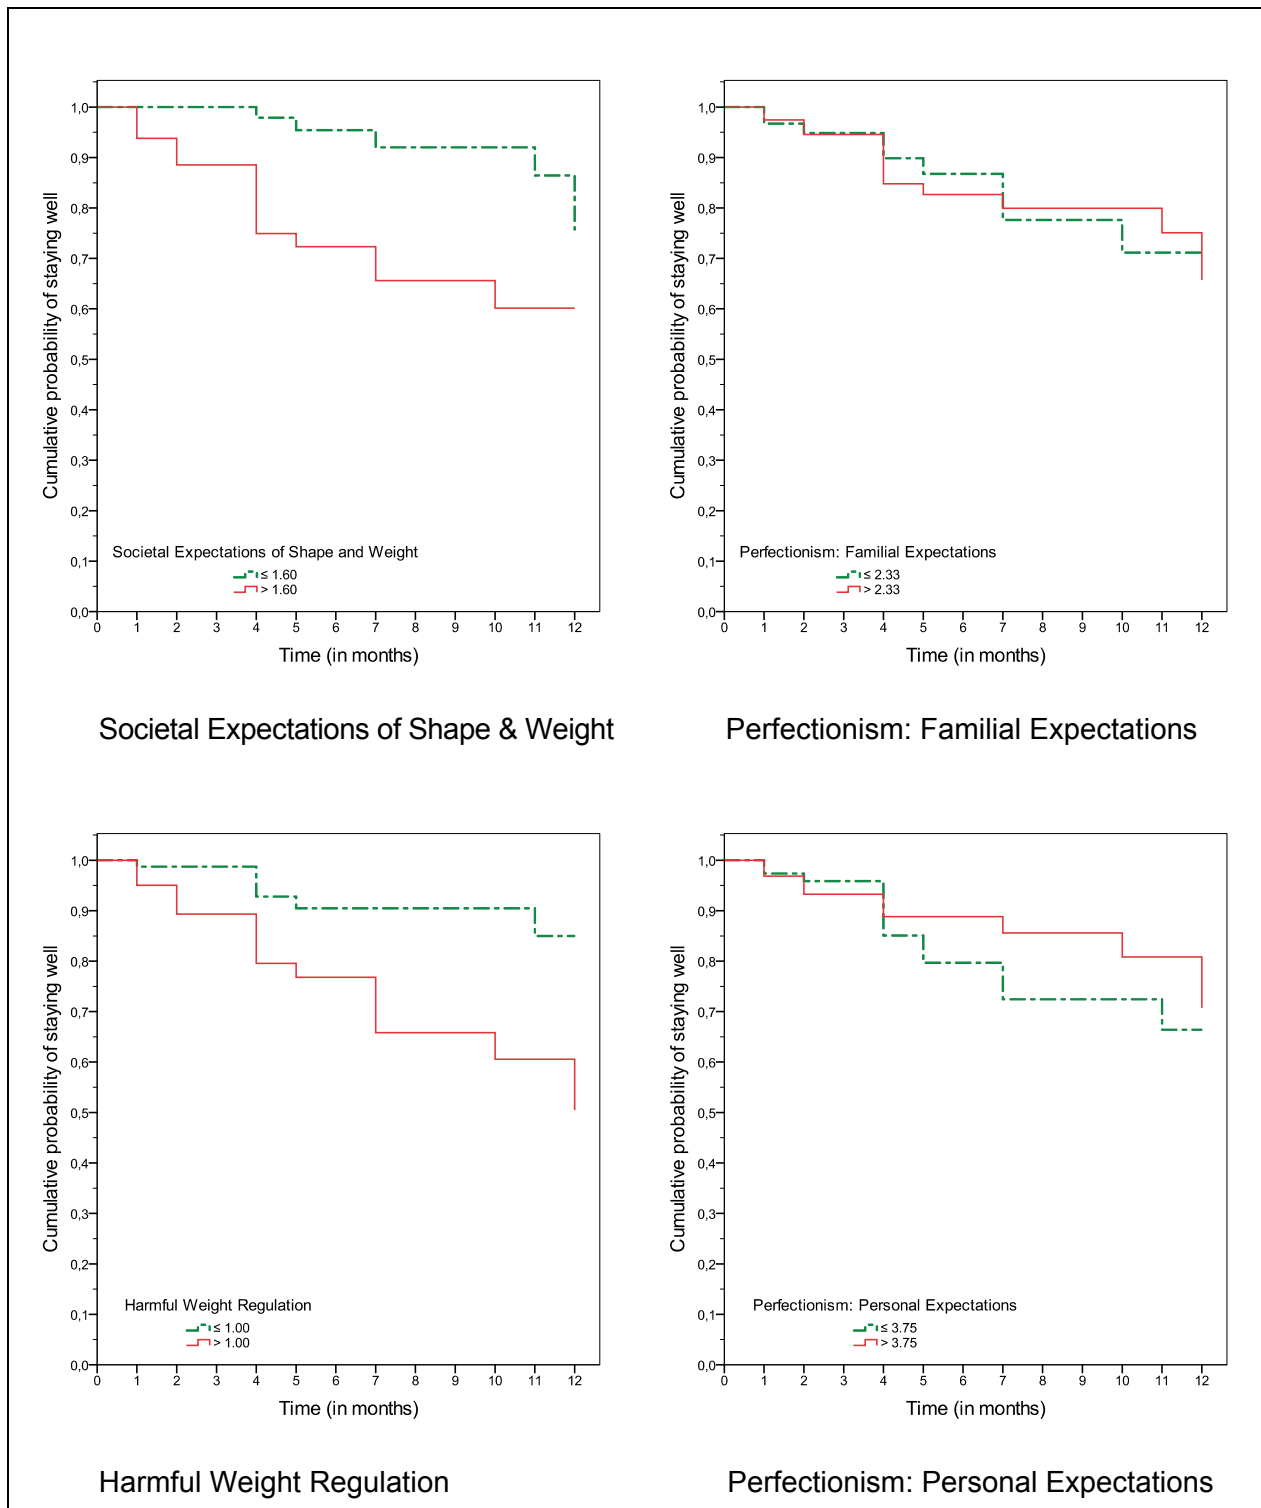 Cumulative probability of staying well
1,0
0,9
0,8
0,7
0,6
0,5
0,4
0,3
0,2
0,1
0,0
Societal Expectations of Shape and Weight
≤ 1.60
> 1.60
0 1 2 3 4 5 6 7 8 9 10 11 12
Time (in months)
Societal Expectations of Shape & Weight
Cumulative probability of staying well
1,0
0,9
0,8
0,7
0,6
0,5
0,4
0,3
0,2
0,1
0,0
Perfectionism: Familial Expectations
≤ 2.33
> 2.33
0 1 2 3 4 5 6 7 8 9 10 11 12
Time (in months)
Perfectionism: Familial Expectations
Cumulative probability of staying well
1,0
0,9
0,8
0,7
0,6
0,5
0,4
0,3
0,2
0,1
0,0
Harmful Weight Regulation
≤ 1.00
> 1.00
0 1 2 3 4 5 6 7 8 9 10 11 12
Time (in months)
Harmful Weight Regulation
Cumulative probability of staying well
1,0
0,9
0,8
0,7
0,6
0,5
0,4
0,3
0,2
0,1
0,0
Perfectionism: Personal Expectations
≤ 3.75
> 3.75
0 1 2 3 4 5 6 7 8 9 10 11 12
Time (in months)
Perfectionism: Personal Expectations